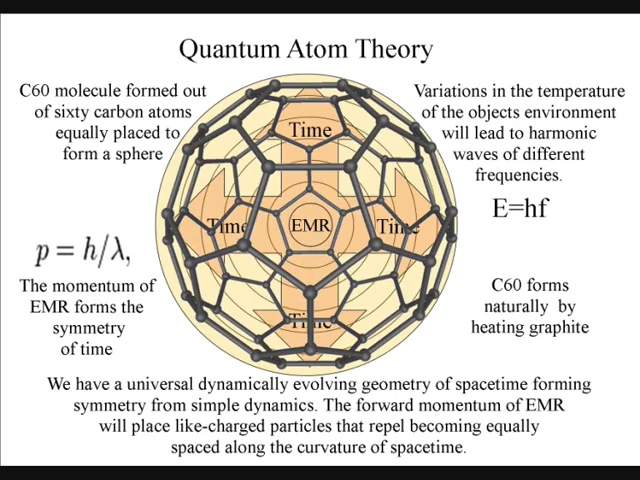 Quantum Atom Theory
C60 molecule formed out
of sixty carbon atoms
equally placed to
form a sphere
Variations in the temperature
of the objects environment
will lead to harmonic
waves of different
frequencies.
E=hf
Time
Time
EMR
Time
Time
p = h/λ,
The momentum of
EMR forms the
symmetry
of time
C60 forms
naturally by
heating graphite
We have a universal dynamically evolving geometry of spacetime forming
symmetry from simple dynamics. The forward momentum of EMR
will place like-charged particles that repel becoming equally
spaced along the curvature of spacetime.